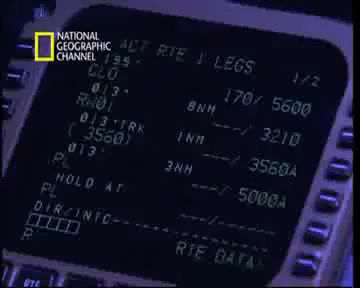 NATIONAL
GEOGRAPHIC
CHANNEL
ACT RTE 1 LEGS 1/2
199°
CLO 170/ 5600
013° 8NM
RW01 ---/ 3210
013°TRK 1NM
(3560) ---/ 3560A
013° 3NM
PL ---/ 5000A
HOLD AT
PL ---/-----
DIR/INTC
RTE DATA
R